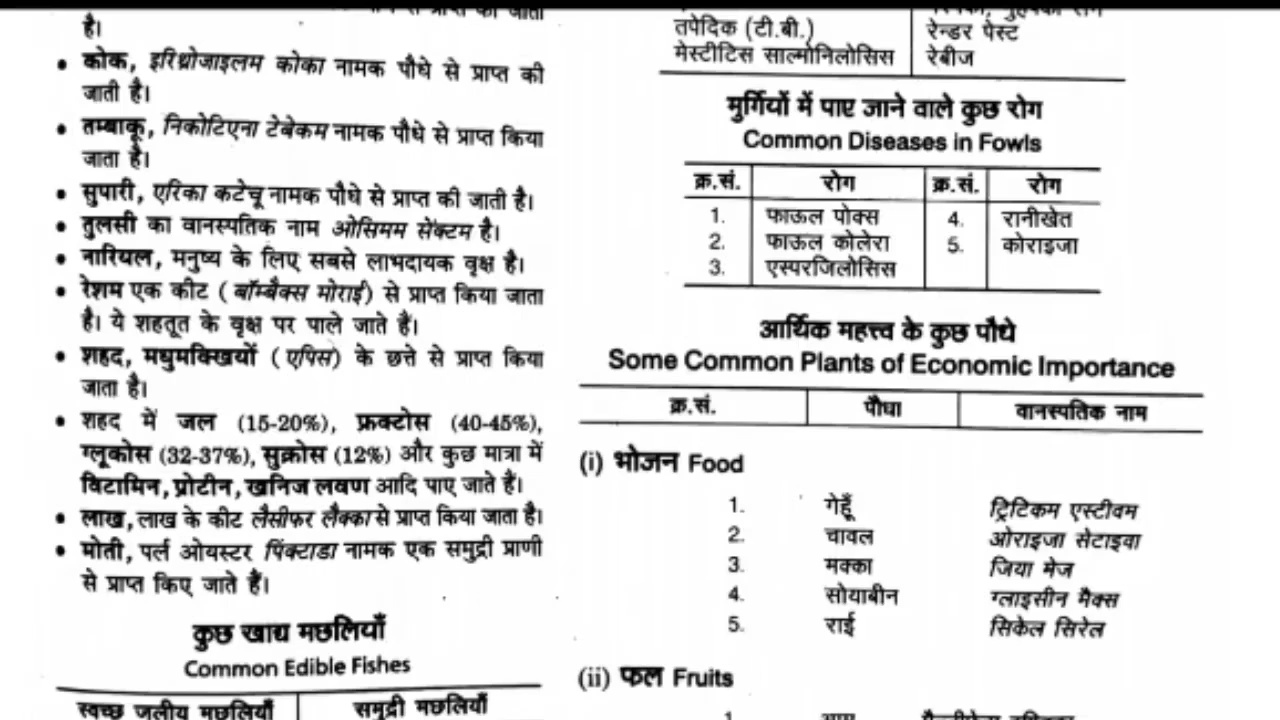 है।
• कोक, इरिथ्रोजाइलम कोका नामक पौधे से प्राप्त की
जाती है।
• तम्बाकू, निकोटिएना टेबेकम नामक पौधे से प्राप्त किया
जाता है।
• सुपारी, एरिका कटेचू नामक पौधे से प्राप्त की जाती है।
• तुलसी का वानस्पतिक नाम ओसिमम सेंक्टम है।
• नारियल, मनुष्य के लिए सबसे लाभदायक वृक्ष है।
• रेशम एक कीट (बॉम्बैक्स मोराई) से प्राप्त किया जाता
है। ये शहतूत के वृक्ष पर पाले जाते हैं।
• शहद, मधुमक्खियों (एपिस) के छत्ते से प्राप्त किया
जाता है।
• शहद में जल (15-20%), फ्रक्टोस (40-45%),
ग्लूकोस (32-37%), सुक्रोस (12%) और कुछ मात्रा में
विटामिन, प्रोटीन, खनिज लवण आदि पाए जाते हैं।
• लाख, लाख के कीट लैसीफर लैक्का से प्राप्त किया जाता है।
• मोती, पर्ल ओयस्टर पिंक्टाडा नामक एक समुद्री प्राणी
से प्राप्त किए जाते हैं।
कुछ खाद्य मछलियाँ
Common Edible Fishes
स्वच्छ जलीय मछलियाँ समुद्री मछलियाँ
तपेदिक (टी.बी.) रेन्डर पेस्ट
मेस्टीटिस साल्मोनिलोसिस रेबीज
मुर्गियों में पाए जाने वाले कुछ रोग
Common Diseases in Fowls
क्र.सं. रोग क्र.सं. रोग
1. फाऊल पोक्स 4. रानीखेत
2. फाऊल कोलेरा 5. कोराइजा
3. एस्परजिलोसिस
आर्थिक महत्त्व के कुछ पौधे
Some Common Plants of Economic Importance
क्र.सं. पौधा वानस्पतिक नाम
(i) भोजन Food
1. गेहूँ ट्रिटिकम एस्टीवम
2. चावल ओराइजा सेटाइवा
3. मक्का जिया मेज
4. सोयाबीन ग्लाइसीन मैक्स
5. राई सिकेल सिरेल
(ii) फल Fruits
1. आम